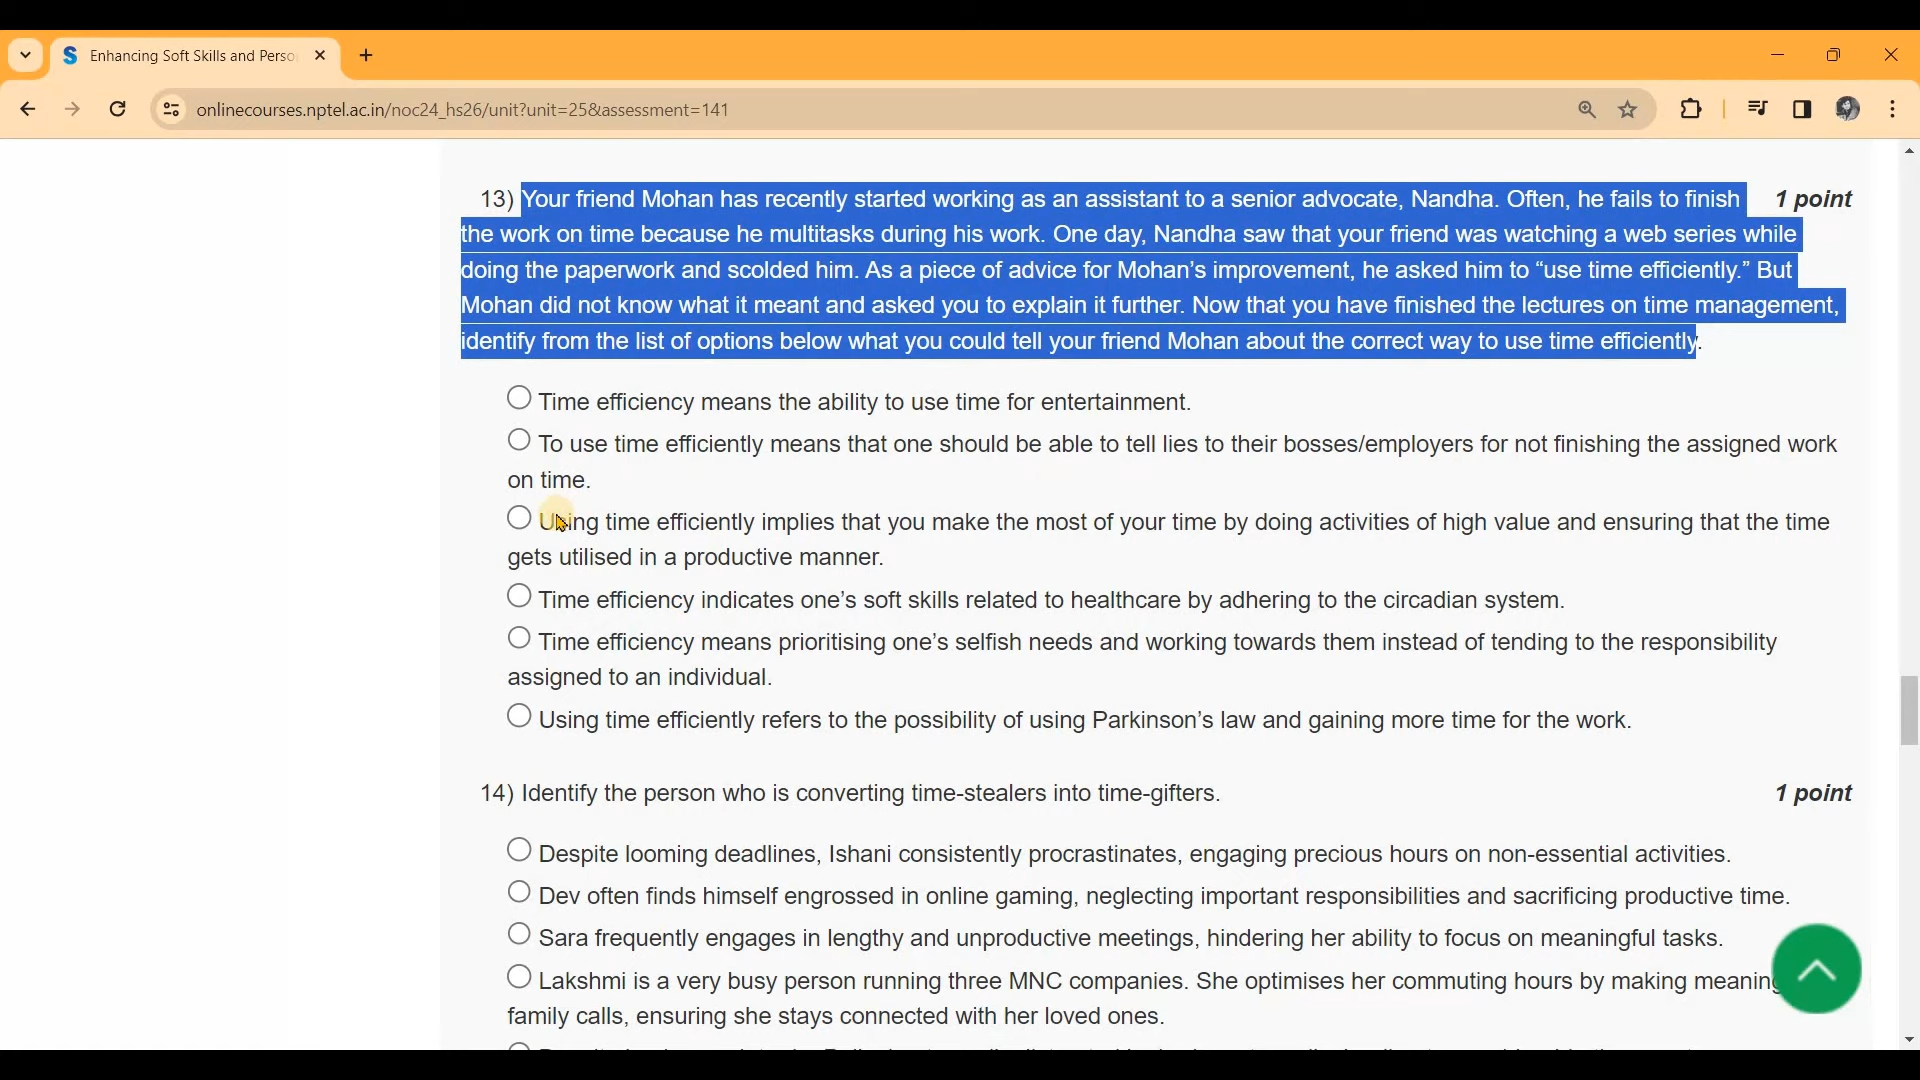 Enhancing Soft Skills and Perso
onlinecourses.nptel.ac.in/noc24_hs26/unit?unit=25&assessment=141
13) Your friend Mohan has recently started working as an assistant to a senior advocate, Nandha. Often, he fails to finish 1 point
the work on time because he multitasks during his work. One day, Nandha saw that your friend was watching a web series while
doing the paperwork and scolded him. As a piece of advice for Mohan’s improvement, he asked him to “use time efficiently.” But
Mohan did not know what it meant and asked you to explain it further. Now that you have finished the lectures on time management,
identify from the list of options below what you could tell your friend Mohan about the correct way to use time efficiently.
Time efficiency means the ability to use time for entertainment.
To use time efficiently means that one should be able to tell lies to their bosses/employers for not finishing the assigned work
on time.
Using time efficiently implies that you make the most of your time by doing activities of high value and ensuring that the time
gets utilised in a productive manner.
Time efficiency indicates one’s soft skills related to healthcare by adhering to the circadian system.
Time efficiency means prioritising one’s selfish needs and working towards them instead of tending to the responsibility
assigned to an individual.
Using time efficiently refers to the possibility of using Parkinson’s law and gaining more time for the work.
14) Identify the person who is converting time-stealers into time-gifters. 1 point
Despite looming deadlines, Ishani consistently procrastinates, engaging precious hours on non-essential activities.
Dev often finds himself engrossed in online gaming, neglecting important responsibilities and sacrificing productive time.
Sara frequently engages in lengthy and unproductive meetings, hindering her ability to focus on meaningful tasks.
Lakshmi is a very busy person running three MNC companies. She optimises her commuting hours by making meaning
family calls, ensuring she stays connected with her loved ones.